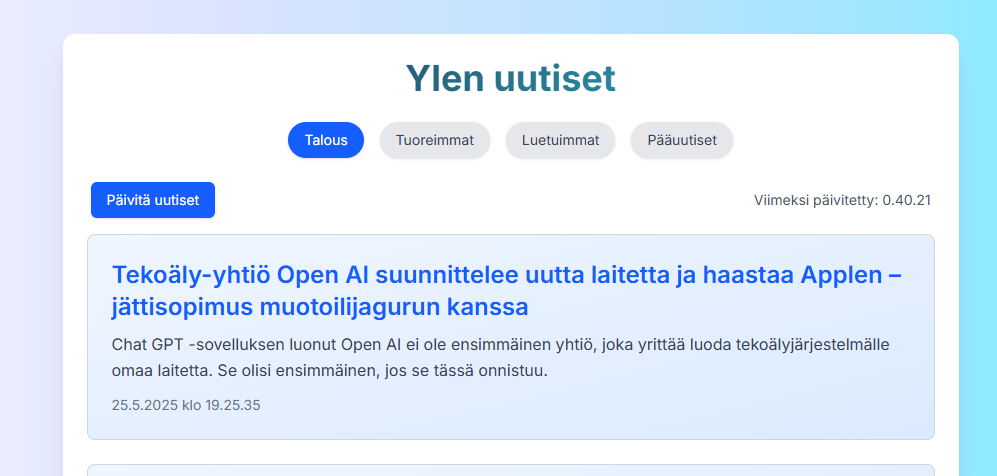 Ylen uutiset
Talous Tuoreimmat Luetuimmat Pääuutiset
Päivitä uutiset Viimeksi päivitetty: 0.40.21
Tekoäly-yhtiö Open AI suunnittelee uutta laitetta ja haastaa Applen –
jättisopimus muotoilijagurun kanssa
Chat GPT -sovelluksen luonut Open AI ei ole ensimmäinen yhtiö, joka yrittää luoda tekoälyjärjestelmälle
omaa laitetta. Se olisi ensimmäinen, jos se tässä onnistuu.
25.5.2025 klo 19.25.35